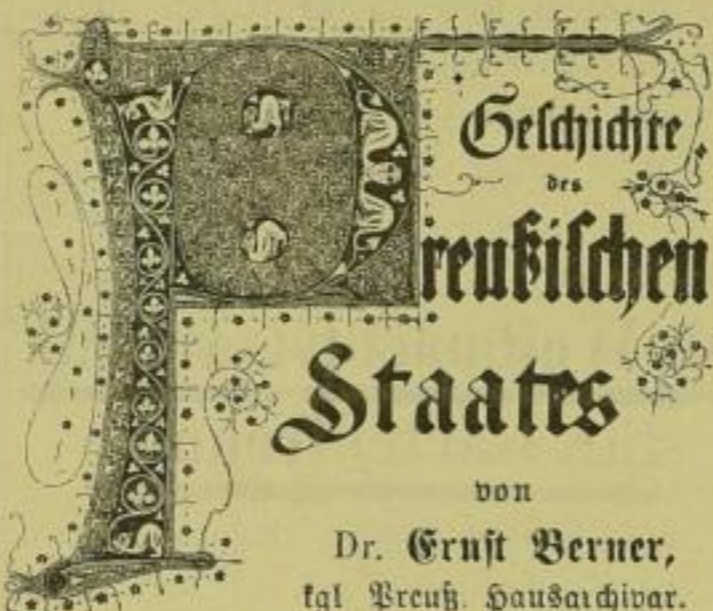 Geschichte
des
Preußischen
Staates
von
Dr. Ernst Berner,
kgl Preuß. Hausarchivar.